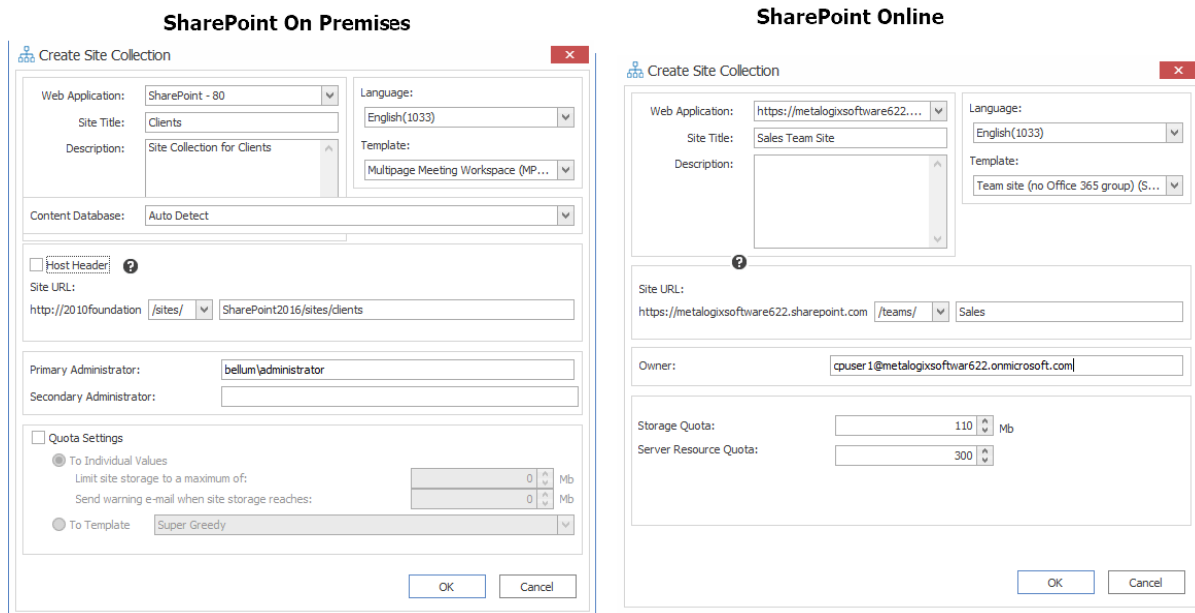 SharePoint On Premises
Create Site Collection
Web Application: SharePoint - 80
Site Title: Clients
Description: Site Collection for Clients
Language:
English(1033)
Template:
Multipage Meeting Workspace (MP...
Content Database: Auto Detect
Host Header
Site URL:
http://2010foundation /sites/ SharePoint2016/sites/clients
Primary Administrator: bellum\administrator
Secondary Administrator:
Quota Settings
To Individual Values
Limit site storage to a maximum of: 0 Mb
Send warning e-mail when site storage reaches: 0 Mb
To Template Super Greedy
OK Cancel
SharePoint Online
Create Site Collection
Web Application: https://metalogixsoftware622....
Site Title: Sales Team Site
Description:
Language:
English(1033)
Template:
Team site (no Office 365 group) (S...
Site URL:
https://metalogixsoftware622.sharepoint.com /teams/ Sales
Owner: cpuser1@metalogixsoftwar622.onmicrosoft.com
Storage Quota: 110 Mb
Server Resource Quota: 300
OK Cancel